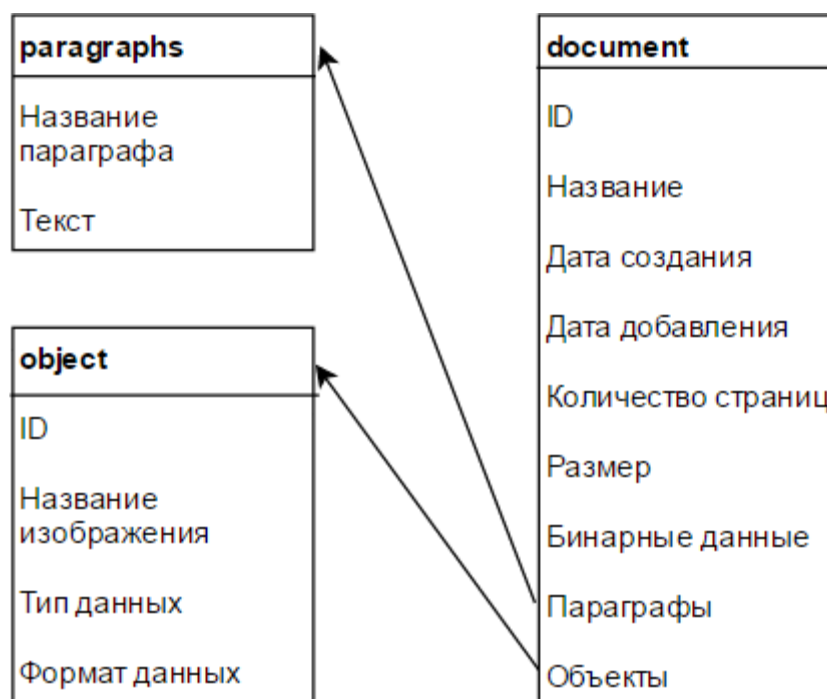 paragraphs
Название
параграфа
Текст
object
ID
Название
изображения
Тип данных
Формат данных
document
ID
Название
Дата создания
Дата добавления
Количество страниц
Размер
Бинарные данные
Параграфы
Объекты